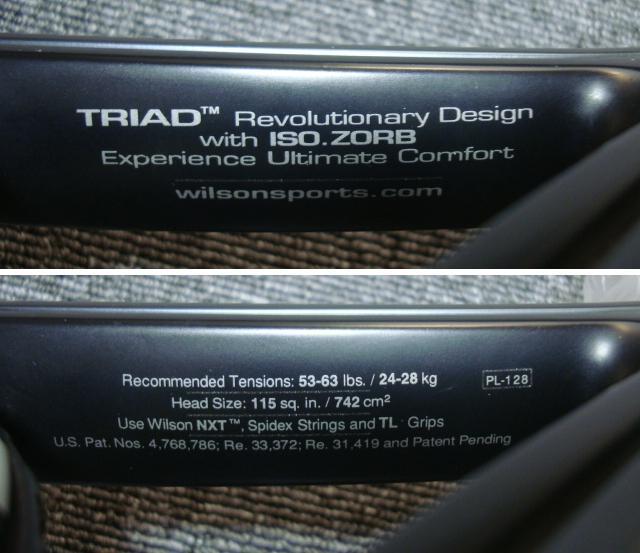 TRIAD™ Revolutionary Design
with ISO.ZORB
Experience Ultimate Comfort
wilsonsports.com
Recommended Tensions: 53-63 lbs. / 24-28 kg PL-128
Head Size: 115 sq. in. / 742 cm²
Use Wilson NXT™, Spidex Strings and TL Grips
U.S. Pat. Nos. 4,768,786; Re. 33,372; Re. 31,419 and Patent Pending